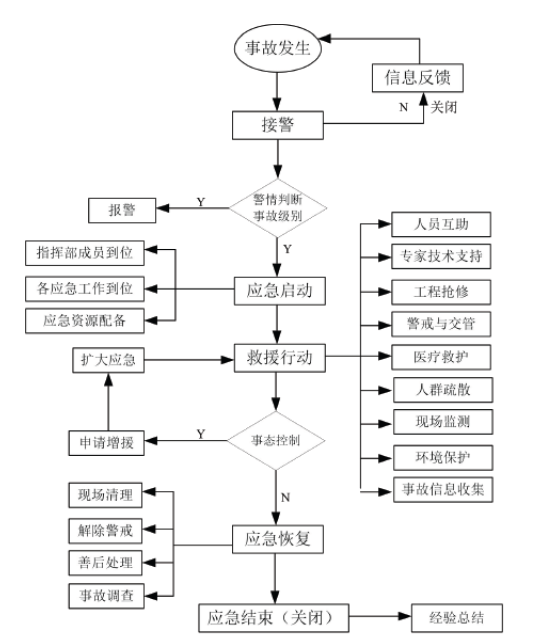 事故发生
信息反馈
N
关闭
接警
警情判断
事故级别
Y
报警
Y
人员互助
专家技术支持
工程抢修
警戒与交管
医疗救护
人群疏散
现场监测
环境保护
事故信息收集
指挥部成员到位
各应急工作到位
应急资源配备
应急启动
扩大应急
救援行动
事态控制
Y
申请增援
N
现场清理
解除警戒
善后处理
事故调查
应急恢复
应急结束（关闭）
经验总结